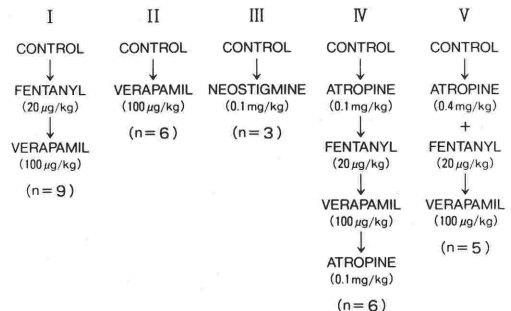 I II III IV V
CONTROL CONTROL CONTROL CONTROL CONTROL
FENTANYL VERAPAMIL NEOSTIGMINE ATROPINE ATROPINE
(20 μg/kg) (100 μg/kg) (0.1 mg/kg) (0.1 mg/kg) (0.4 mg/kg)
(n=6) (n=3) +
VERAPAMIL FENTANYL FENTANYL
(100 μg/kg) (20 μg/kg) (20 μg/kg)
(n=9) VERAPAMIL VERAPAMIL
(100 μg/kg) (100 μg/kg)
(n=5)
ATROPINE
(0.1 mg/kg)
(n=6)